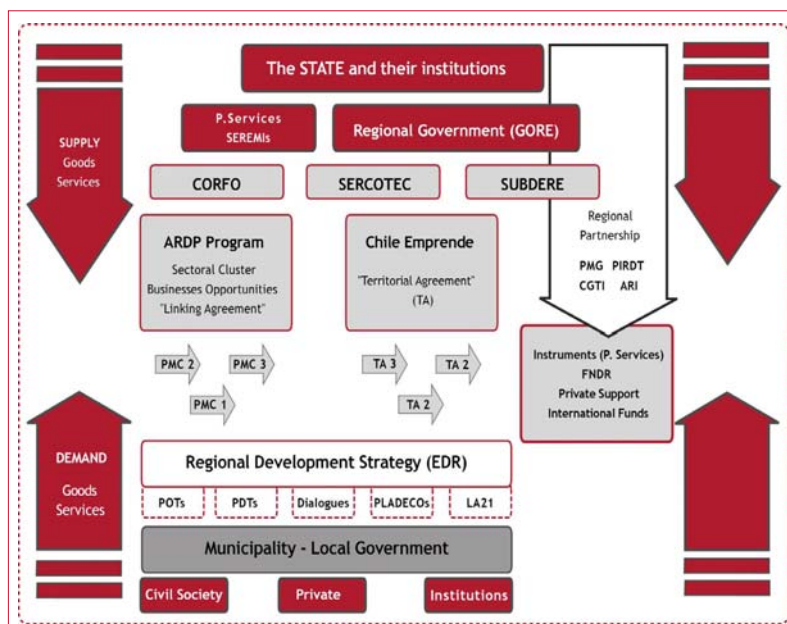 The STATE and their institutions
P.Services
SEREMIs
Regional Government (GORE)
SUPPLY
Goods
Services
CORFO
SERCOTEC
SUBDERE
ARDP Program
Sectoral Cluster
Businesses Opportunities
"Linking Agreement"
Chile Emprende
"Territorial Agreement"
(TA)
Regional
Partnership
PMG PIRDT
CGTI ARI
PMC 2
PMC 3
PMC 1
TA 3
TA 2
TA 2
Instruments (P. Services)
FNDR
Private Support
International Funds
DEMAND
Goods
Services
Regional Development Strategy (EDR)
POTs
PDTs
Dialogues
PLADECOs
LA21
Municipality - Local Government
Civil Society
Private
Institutions